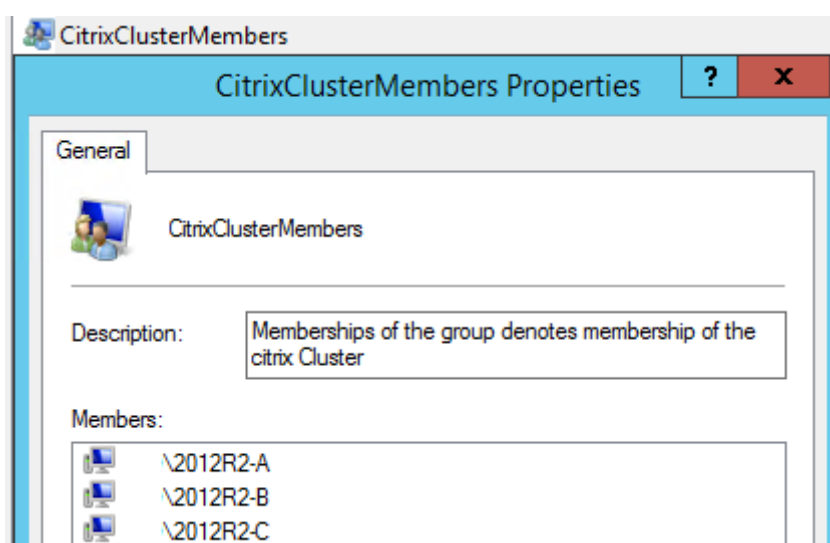 CitrixClusterMembers
CitrixClusterMembers Properties
?
x
General
CitrixClusterMembers
Description:
Memberships of the group denotes membership of the
citrix Cluster
Members:
\2012R2-A
\2012R2-B
\2012R2-C